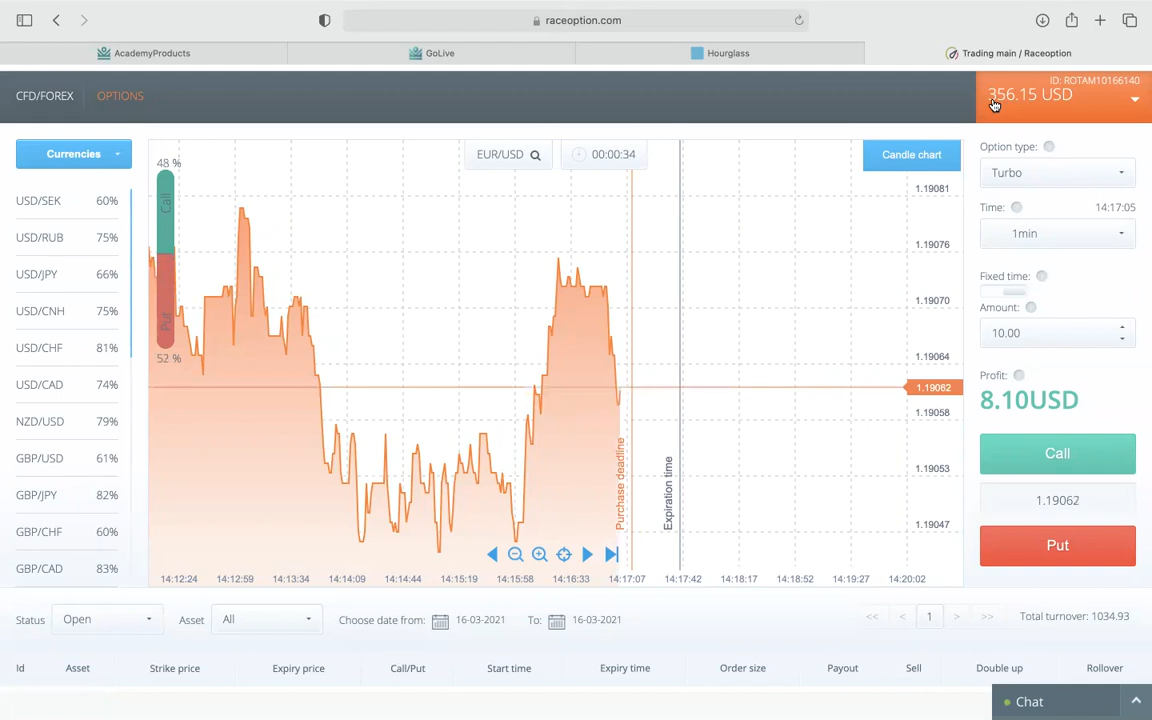 raceoption.com
AcademyProducts
GoLive
Hourglass
Trading main / Raceoption
CFD/FOREX
OPTIONS
ID: ROTAM10166140
356.15 USD
Currencies
USD/SEK 60%
USD/RUB 75%
USD/JPY 66%
USD/CNH 75%
USD/CHF 81%
USD/CAD 74%
NZD/USD 79%
GBP/USD 61%
GBP/JPY 82%
GBP/CHF 60%
GBP/CAD 83%
48 %
Call
Put
52 %
EUR/USD
00:00:34
Candle chart
1.19081
1.19076
1.19070
1.19064
1.19062
1.19058
1.19053
1.19047
Purchase deadline
Expiration time
14:12:24 14:12:59 14:13:34 14:14:09 14:14:44 14:15:19 14:15:58 14:16:33 14:17:07 14:17:42 14:18:17 14:18:52 14:19:27 14:20:02
Option type:
Turbo
Time: 14:17:05
1min
Fixed time:
Amount:
10.00
Profit:
8.10USD
Call
1.19062
Put
Status Open Asset All Choose date from: 16-03-2021 To: 16-03-2021 << < 1 > >> Total turnover: 1034.93
Id Asset Strike price Expiry price Call/Put Start time Expiry time Order size Payout Sell Double up Rollover
Chat